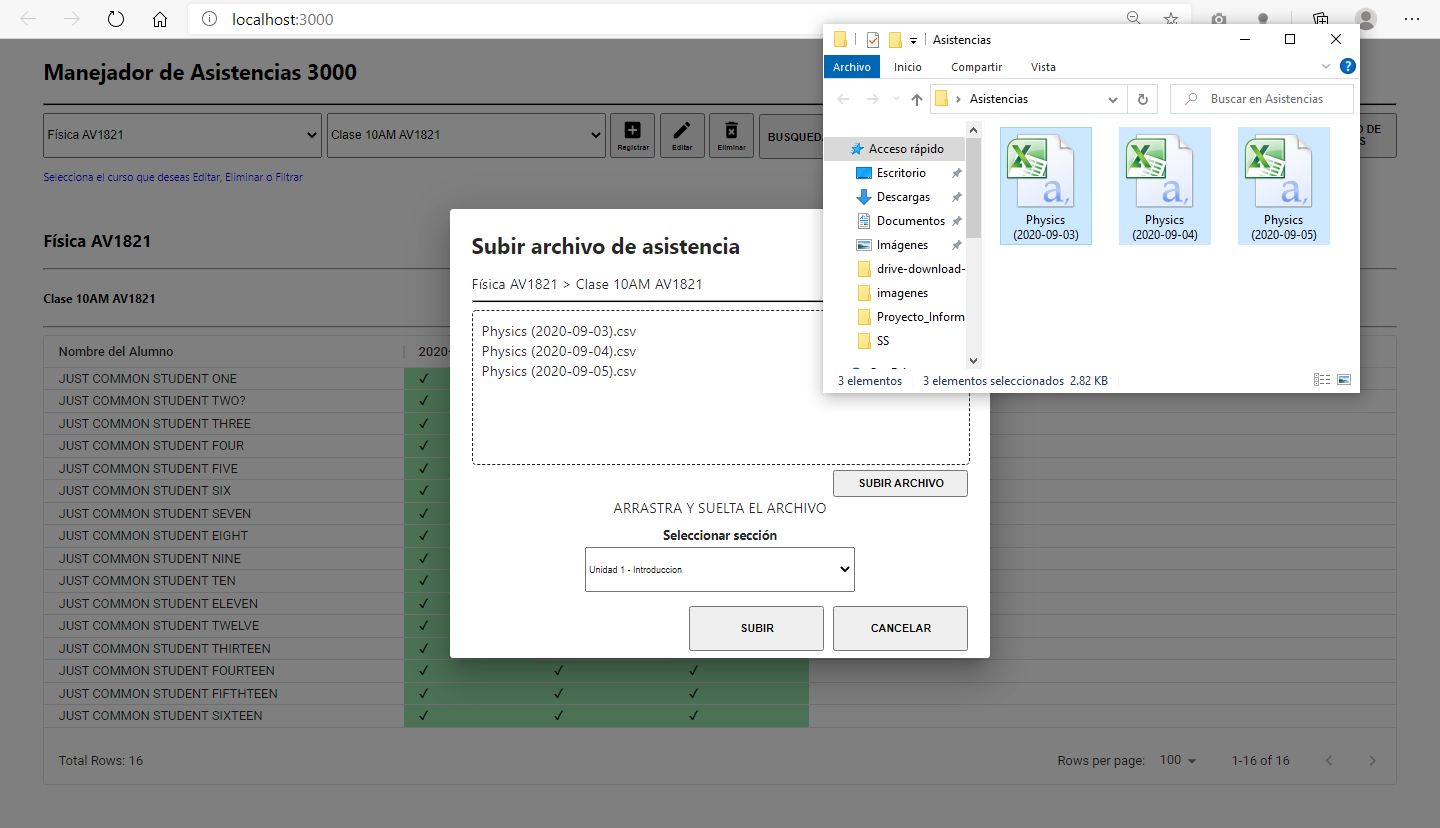 localhost:3000
Manejador de Asistencias 3000
Física AV1821
Clase 10AM AV1821
Registrar
Editar
Eliminar
Selecciona el curso que deseas Editar, Eliminar o Filtrar
Física AV1821
Clase 10AM AV1821
Nombre del Alumno
JUST COMMON STUDENT ONE ✓
JUST COMMON STUDENT TWO? ✓
JUST COMMON STUDENT THREE ✓
JUST COMMON STUDENT FOUR ✓
JUST COMMON STUDENT FIVE ✓
JUST COMMON STUDENT SIX ✓
JUST COMMON STUDENT SEVEN ✓
JUST COMMON STUDENT EIGHT ✓
JUST COMMON STUDENT NINE ✓
JUST COMMON STUDENT TEN ✓
JUST COMMON STUDENT ELEVEN ✓
JUST COMMON STUDENT TWELVE ✓
JUST COMMON STUDENT THIRTEEN ✓
JUST COMMON STUDENT FOURTEEN ✓ ✓ ✓
JUST COMMON STUDENT FIFTHTEEN ✓ ✓ ✓
JUST COMMON STUDENT SIXTEEN ✓ ✓ ✓
Total Rows: 16
Rows per page: 100
1-16 of 16
Subir archivo de asistencia
Física AV1821 > Clase 10AM AV1821
Physics (2020-09-03).csv
Physics (2020-09-04).csv
Physics (2020-09-05).csv
SUBIR ARCHIVO
ARRASTRA Y SUELTA EL ARCHIVO
Seleccionar sección
Unidad 1 - Introduccion
SUBIR
CANCELAR
Asistencias
Archivo Inicio Compartir Vista
Asistencias
Buscar en Asistencias
Acceso rápido
Escritorio
Descargas
Documentos
Imágenes
drive-download-
imagenes
Proyecto_Inform
SS
Physics
(2020-09-03)
Physics
(2020-09-04)
Physics
(2020-09-05)
3 elementos
3 elementos seleccionados 2.82 KB